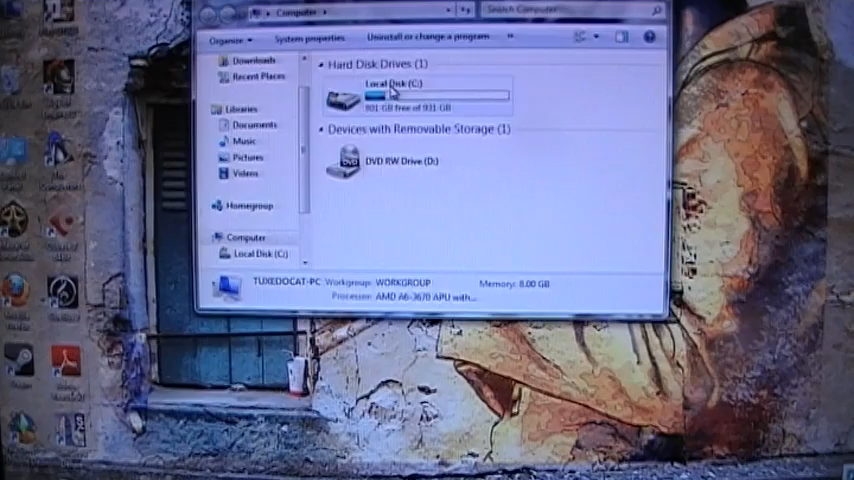 Computer
Search Computer
Organize
System properties
Uninstall or change a program
»
Downloads
Recent Places
Libraries
Documents
Music
Pictures
Videos
Homegroup
Computer
Local Disk (C:)
Hard Disk Drives (1)
Local Disk (C:)
801 GB free of 931 GB
Devices with Removable Storage (1)
DVD
DVD RW Drive (D:)
TUXEDOCAT-PC Workgroup: WORKGROUP Memory: 8.00 GB
Processor: AMD A6-3670 APU with...